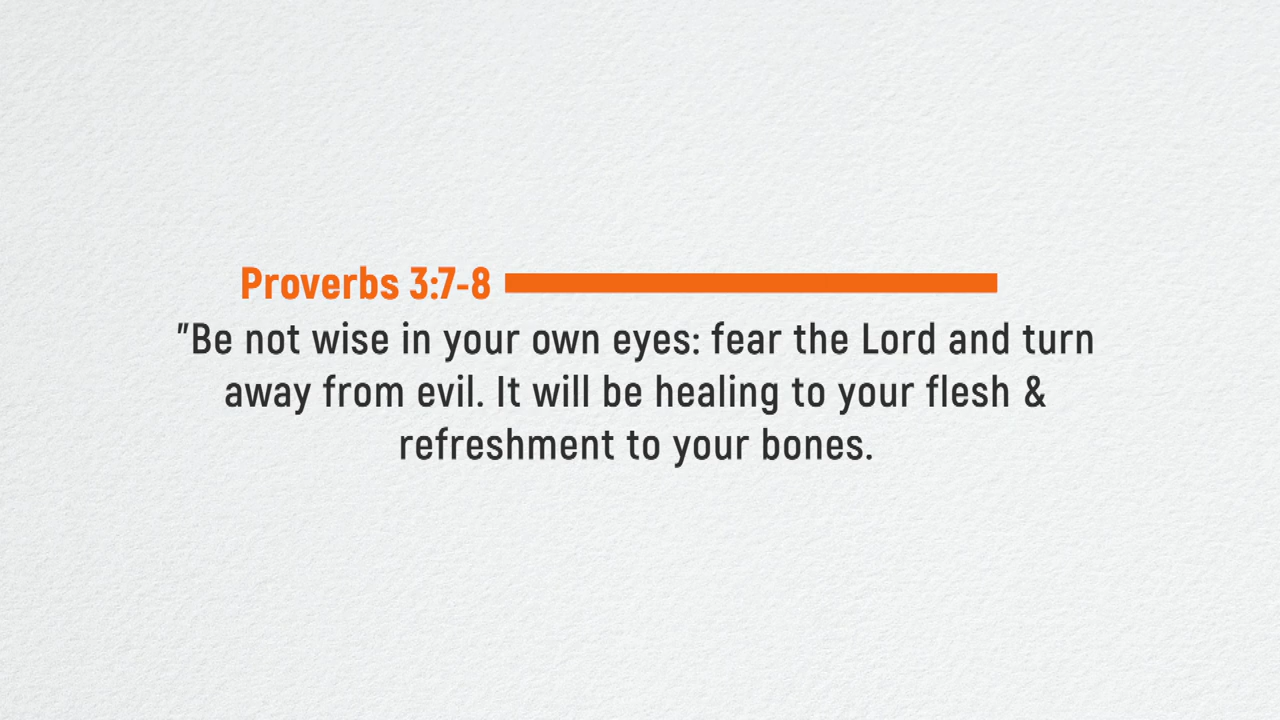 Proverbs 3:7-8
"Be not wise in your own eyes: fear the Lord and turn
away from evil. It will be healing to your flesh &
refreshment to your bones.